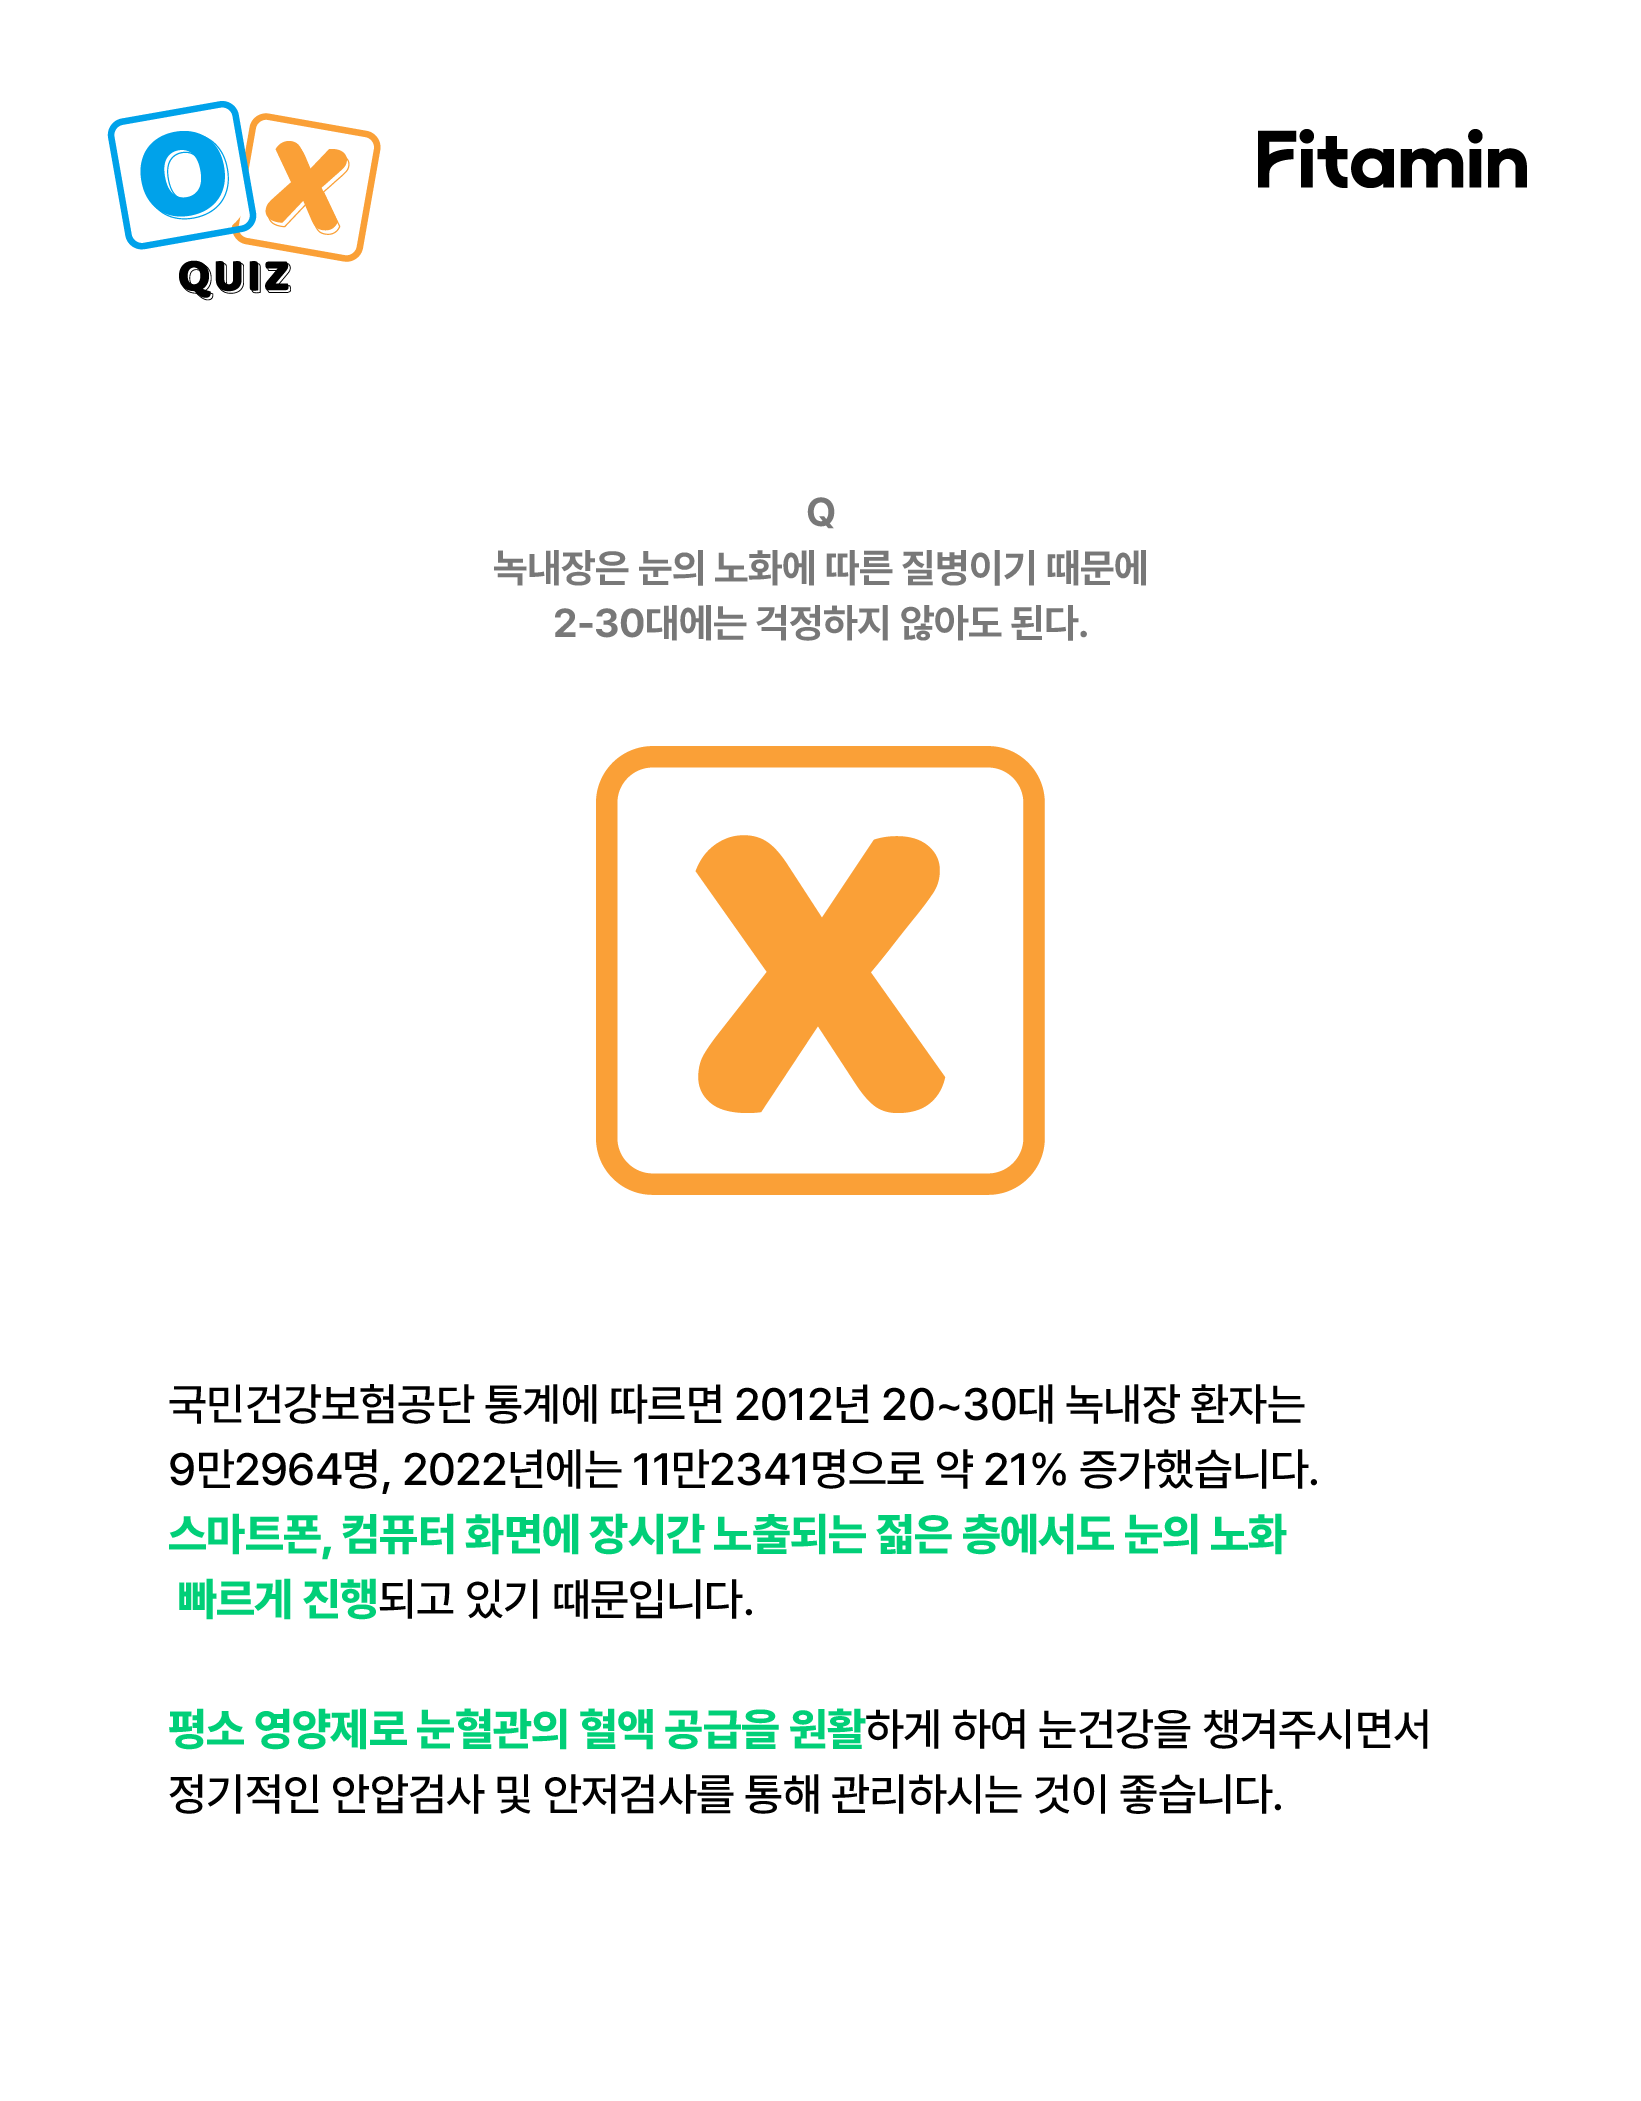 O X
QUIZ
Fitamin
Q
녹내장은 눈의 노화에 따른 질병이기 때문에
2-30대에는 걱정하지 않아도 된다.
X
국민건강보험공단 통계에 따르면 2012년 20~30대 녹내장 환자는
9만2964명, 2022년에는 11만2341명으로 약 21% 증가했습니다.
스마트폰, 컴퓨터 화면에 장시간 노출되는 젊은 층에서도 눈의 노화
빠르게 진행되고 있기 때문입니다.
평소 영양제로 눈혈관의 혈액 공급을 원활하게 하여 눈건강을 챙겨주시면서
정기적인 안압검사 및 안저검사를 통해 관리하시는 것이 좋습니다.